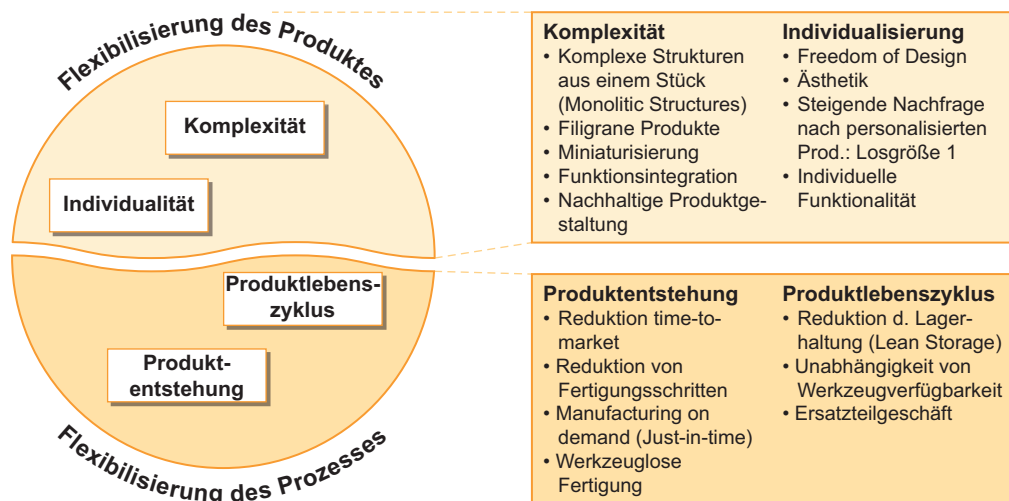 Flexibilisierung des Produktes
Komplexität
Individualität
Produktlebens-
zyklus
Produkt-
entstehung
Flexibilisierung des Prozesses
Komplexität
• Komplexe Strukturen
aus einem Stück
(Monolitic Structures)
• Filigrane Produkte
• Miniaturisierung
• Funktionsintegration
• Nachhaltige Produktge-
staltung
Individualisierung
• Freedom of Design
• Ästhetik
• Steigende Nachfrage
nach personalisierten
Prod.: Losgröße 1
• Individuelle
Funktionalität
Produktentstehung
• Reduktion time-to-
market
• Reduktion von
Fertigungsschritten
• Manufacturing on
demand (Just-in-time)
• Werkzeuglose
Fertigung
Produktlebenszyklus
• Reduktion d. Lager-
haltung (Lean Storage)
• Unabhängigkeit von
Werkzeugverfügbarkeit
• Ersatzteilgeschäft